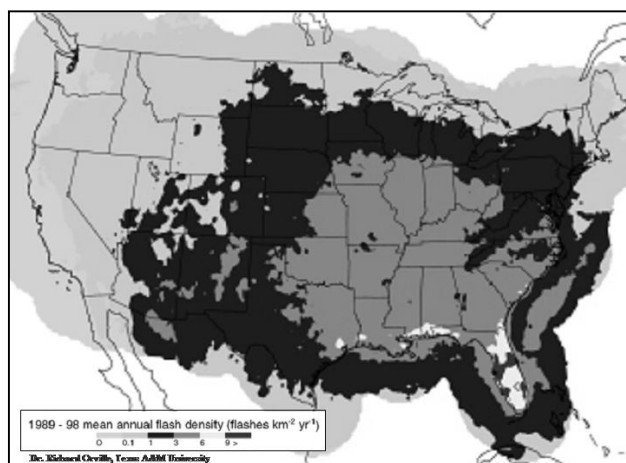 1989 - 98 mean annual flash density (flashes km⁻² yr⁻¹)
0 0.1 1 3 6 9 >
Dr. Richard Orville, Texas A&M University